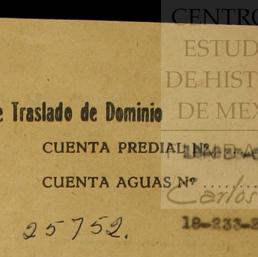 CENTRO
ESTUD
DE HIST
DE MEX
e Traslado de Dominio
CUENTA PREDIAL Nº
CUENTA AGUAS Nº
Carlos
25752.
18-233-2